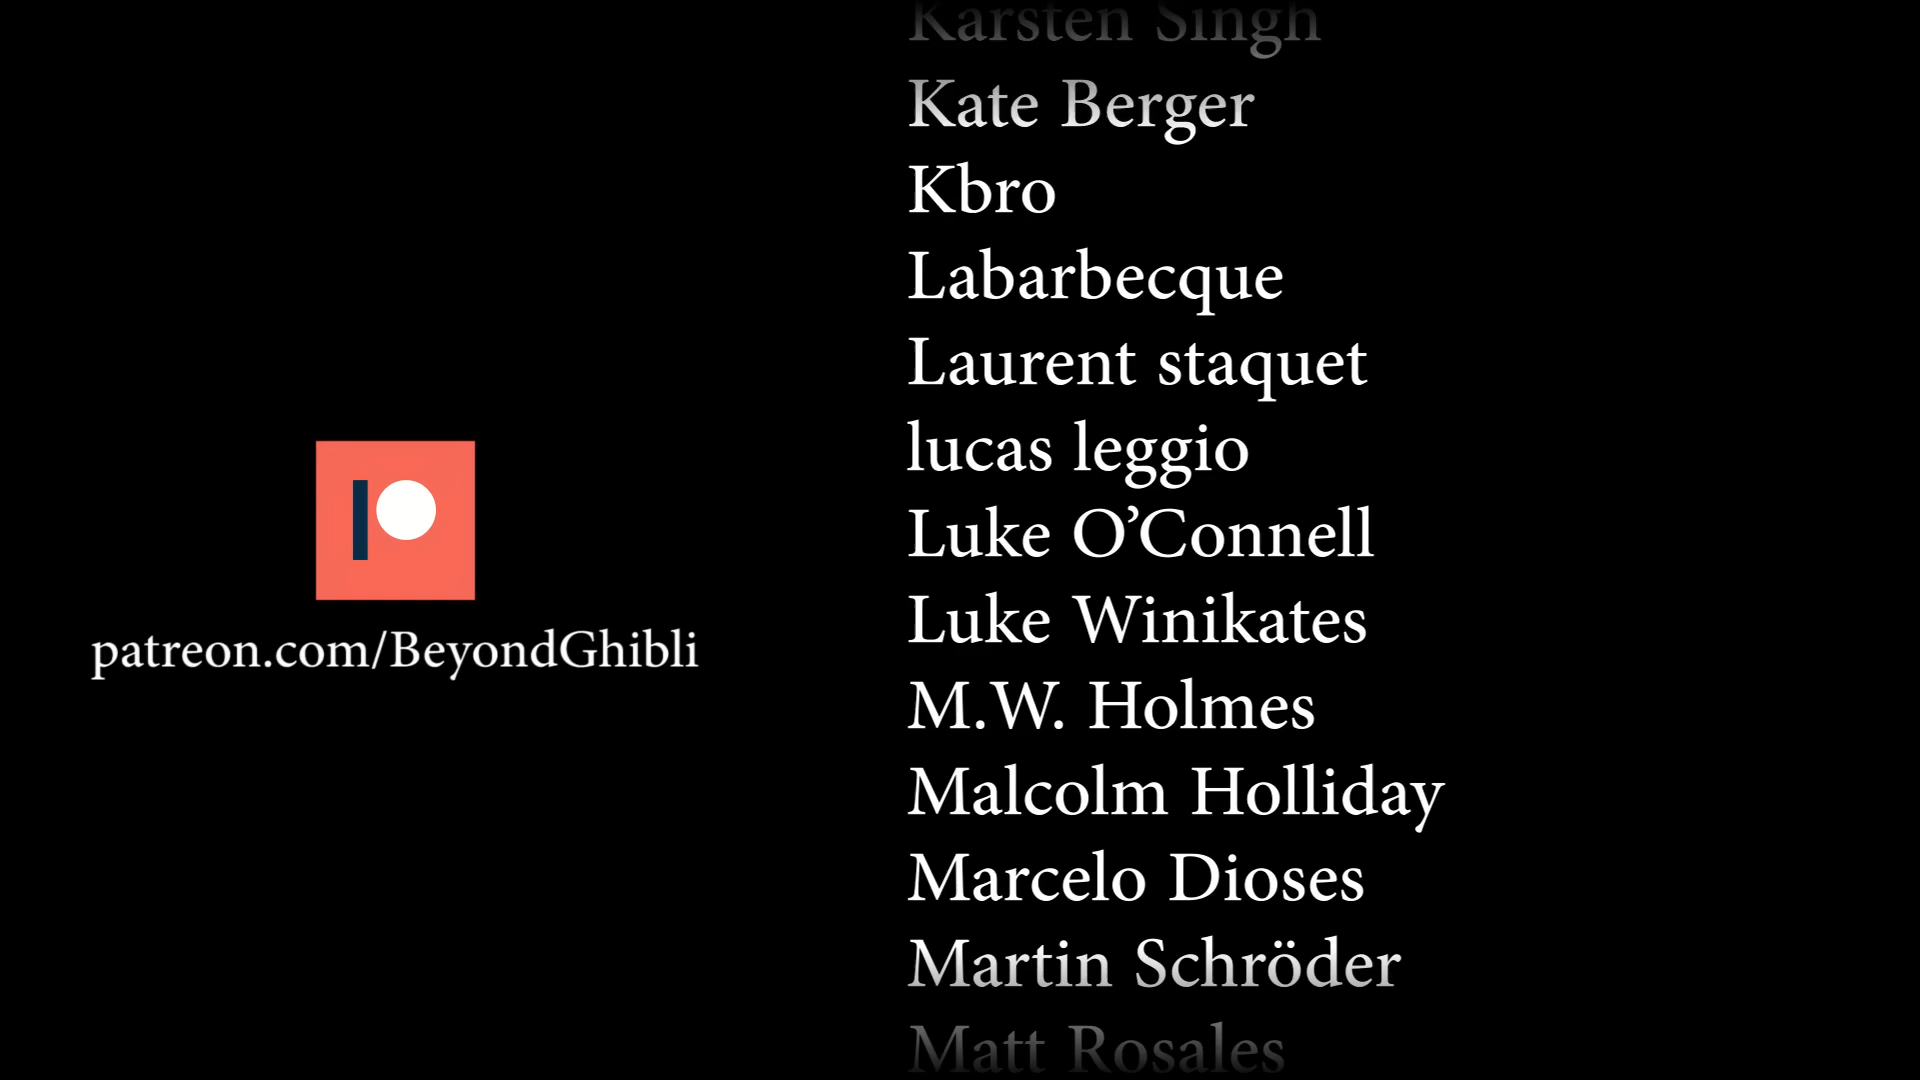 Karsten Singh
Kate Berger
Kbro
Labarbecque
Laurent staquet
lucas leggio
Luke O’Connell
Luke Winikates
M.W. Holmes
Malcolm Holliday
Marcelo Dioses
Martin Schröder
Matt Rosales
patreon.com/BeyondGhibli